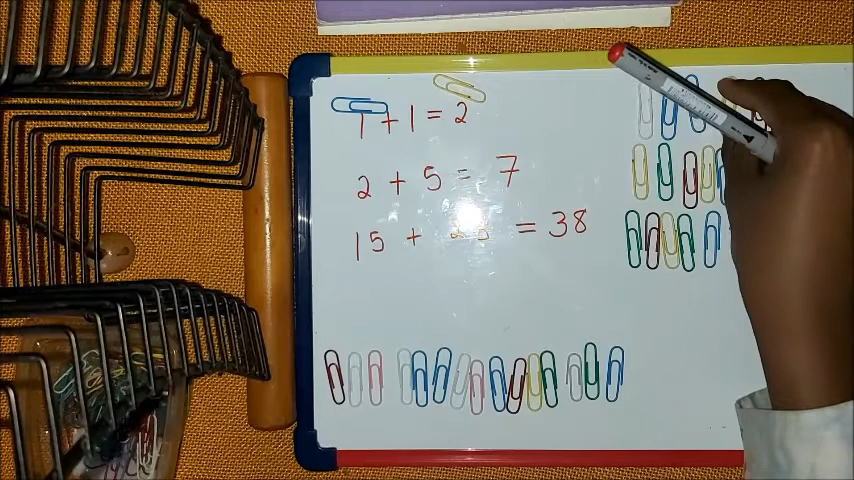 1 + 1 = 2
2 + 5 = 7
15 + = 38